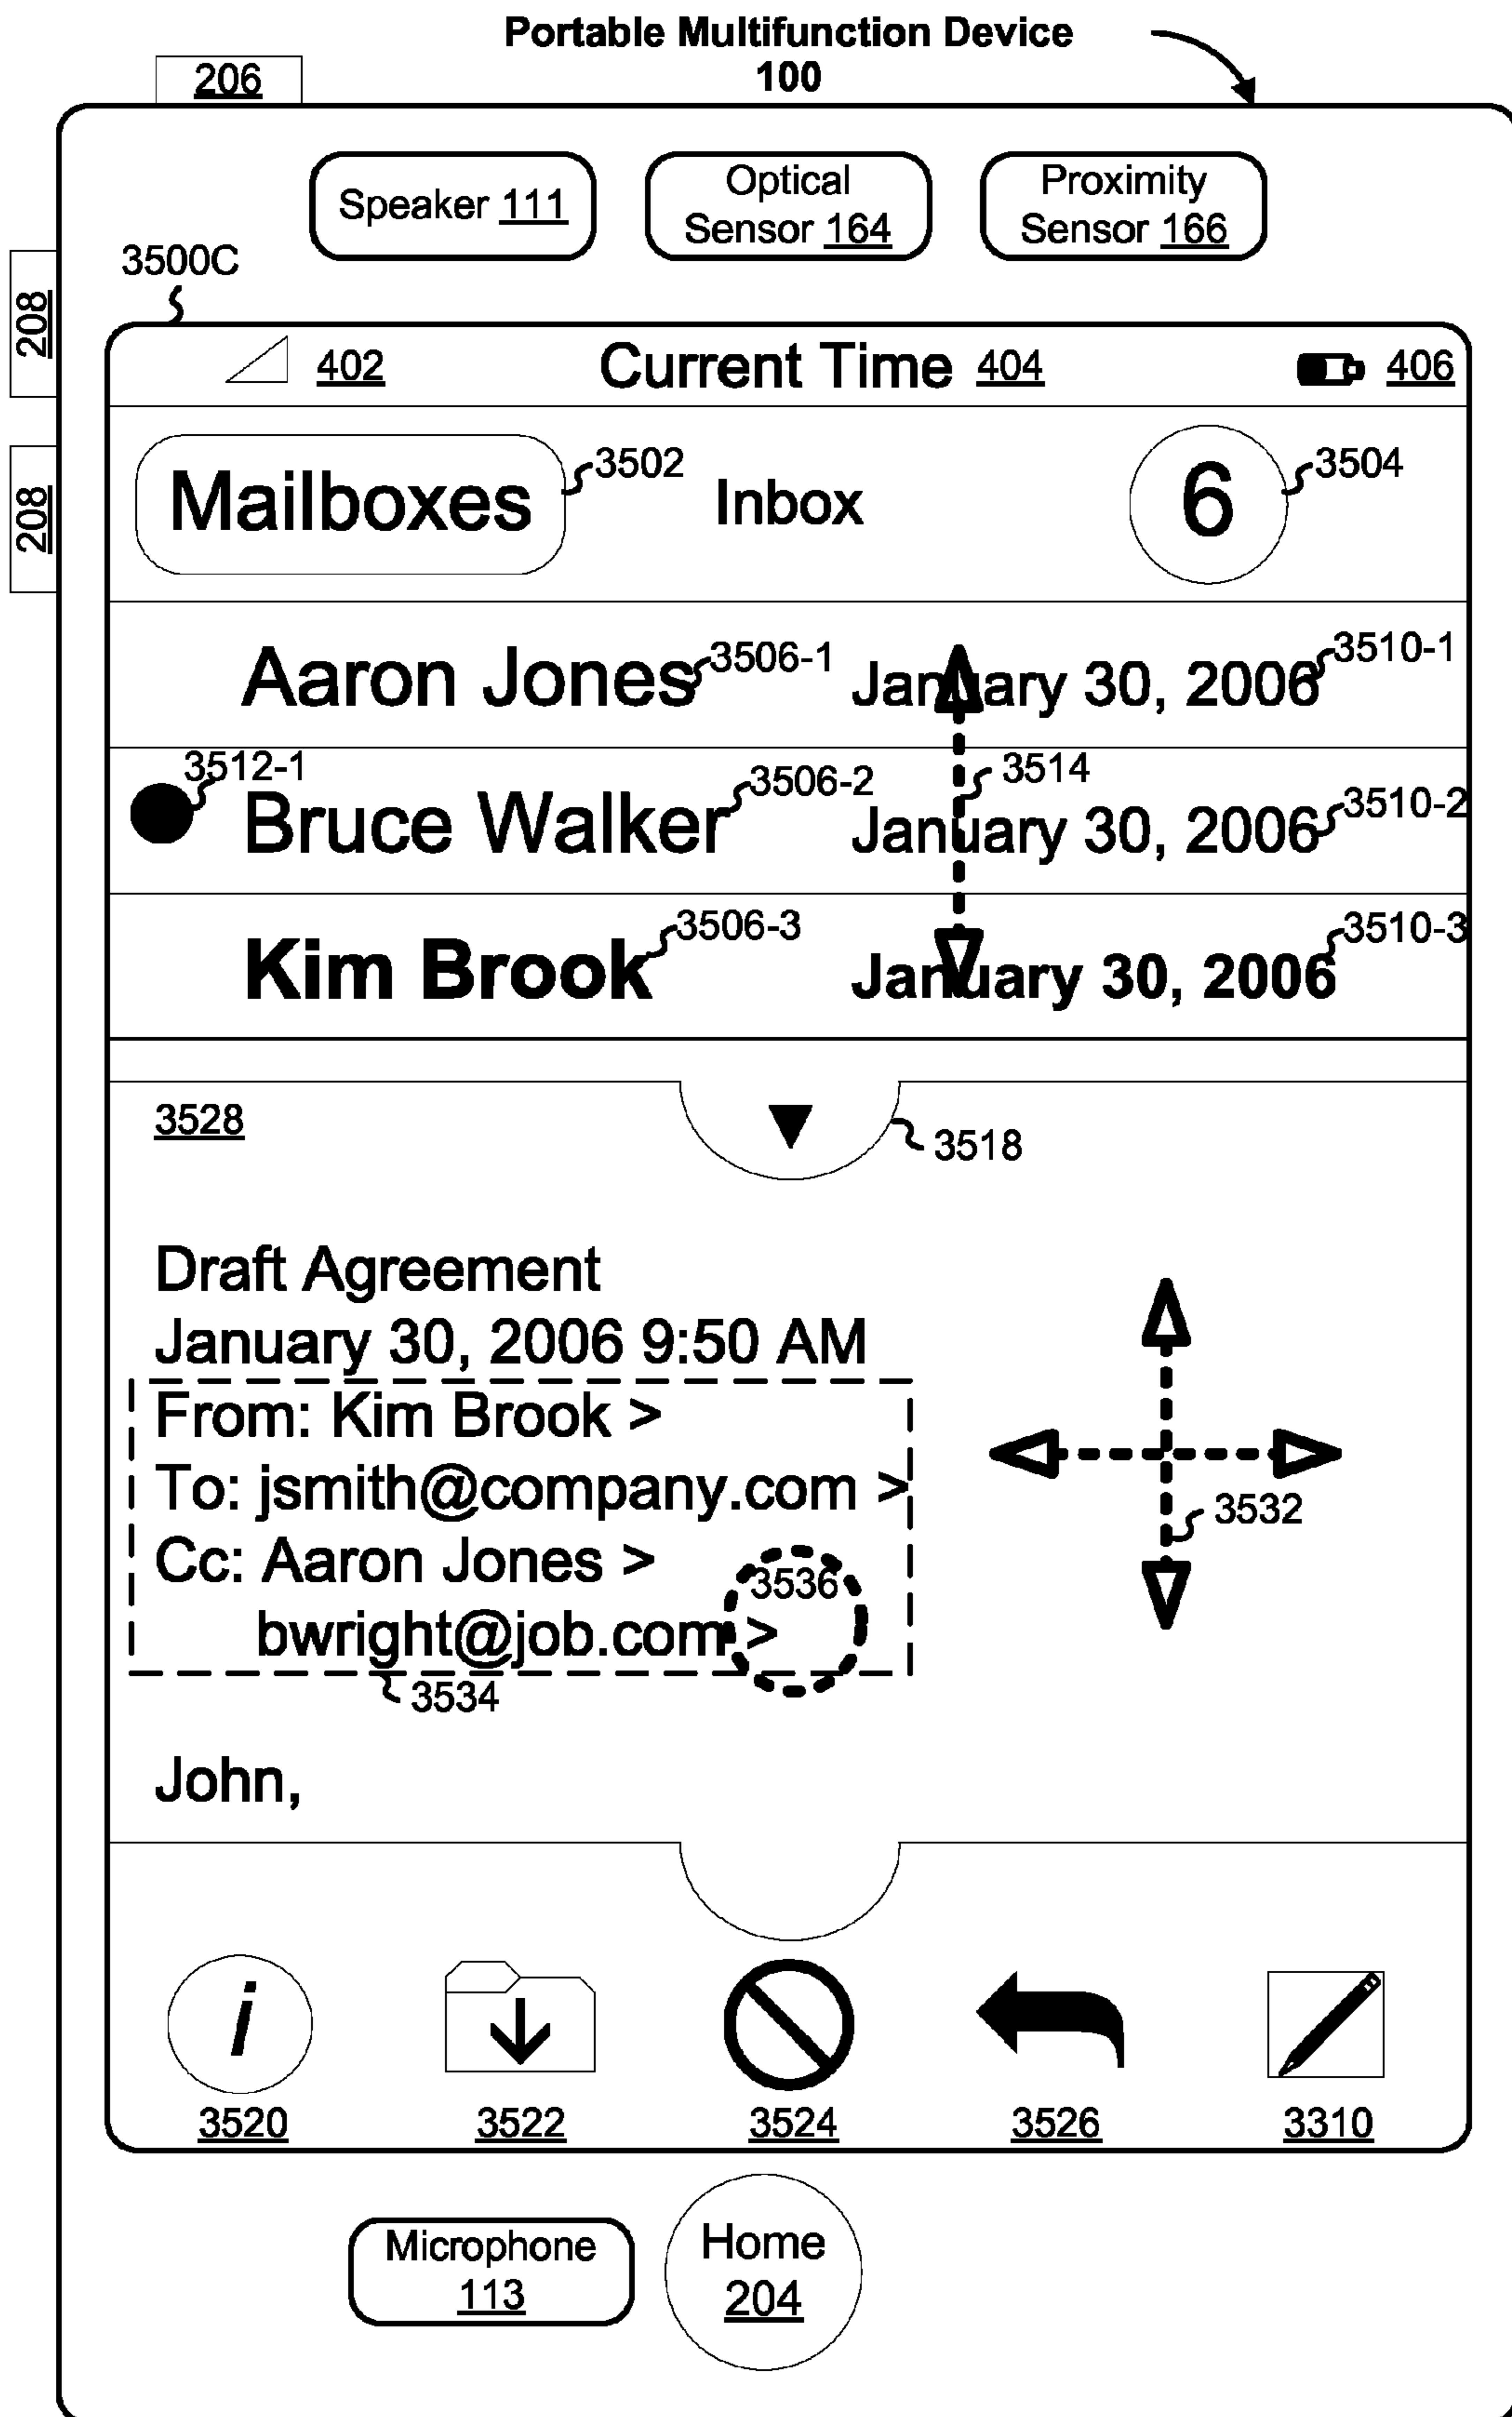 Portable Multifunction Device
100
206
Speaker 111
Optical
Sensor 164
Proximity
Sensor 166
208
208
3500C
402
Current Time 404
406
Mailboxes
3502
Inbox
6
3504
Aaron Jones
3506-1
January 30, 2006
3510-1
3512-1
Bruce Walker
3506-2
3514
January 30, 2006
3510-2
Kim Brook
3506-3
January 30, 2006
3510-3
3528
3518
Draft Agreement
January 30, 2006 9:50 AM
From: Kim Brook >
To: jsmith@company.com >
3532
Cc: Aaron Jones >
3536
bwright@job.com >
3534
John,
i
3520
3522
3524
3526
3310
Microphone
113
Home
204